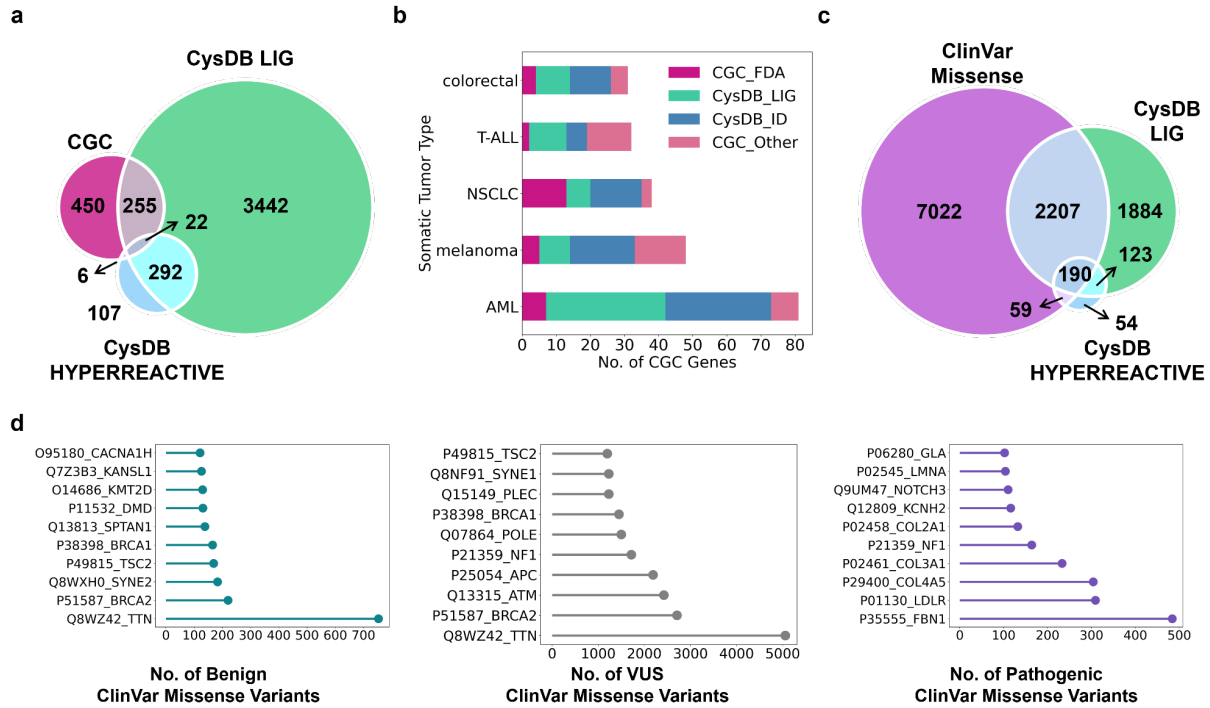 a
CysDB LIG
CGC
450
255
3442
22
6
292
107
CysDB
HYPERREACTIVE
b
Somatic Tumor Type
colorectal
T-ALL
NSCLC
melanoma
AML
CGC_FDA
CysDB_LIG
CysDB_ID
CGC_Other
0 10 20 30 40 50 60 70 80
No. of CGC Genes
c
ClinVar
Missense
CysDB
LIG
7022
2207
1884
190
123
59
54
CysDB
HYPERREACTIVE
d
O95180_CACNA1H
Q7Z3B3_KANSL1
O14686_KMT2D
P11532_DMD
Q13813_SPTAN1
P38398_BRCA1
P49815_TSC2
Q8WXH0_SYNE2
P51587_BRCA2
Q8WZ42_TTN
0 100 200 300 400 500 600 700
No. of Benign
ClinVar Missense Variants
P49815_TSC2
Q8NF91_SYNE1
Q15149_PLEC
P38398_BRCA1
Q07864_POLE
P21359_NF1
P25054_APC
Q13315_ATM
P51587_BRCA2
Q8WZ42_TTN
0 1000 2000 3000 4000 5000
No. of VUS
ClinVar Missense Variants
P06280_GLA
P02545_LMNA
Q9UM47_NOTCH3
Q12809_KCNH2
P02458_COL2A1
P21359_NF1
P02461_COL3A1
P29400_COL4A5
P01130_LDLR
P35555_FBN1
0 100 200 300 400 500
No. of Pathogenic
ClinVar Missense Variants